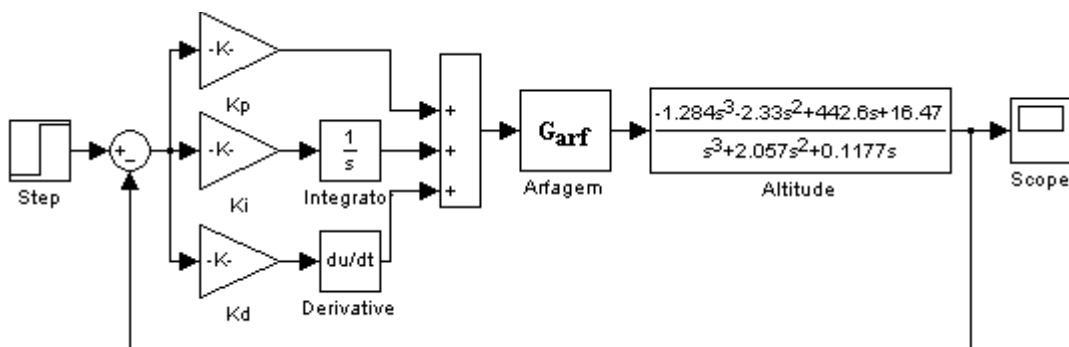 -K-
Kp
Step
+
-
-K-
Ki
1
s
Integrato
-K-
Kd
du/dt
Derivative
+
+
+
Garf
Arfagem
-1.284s³-2.33s²+442.6s+16.47
s³+2.057s²+0.1177s
Altitude
Scope